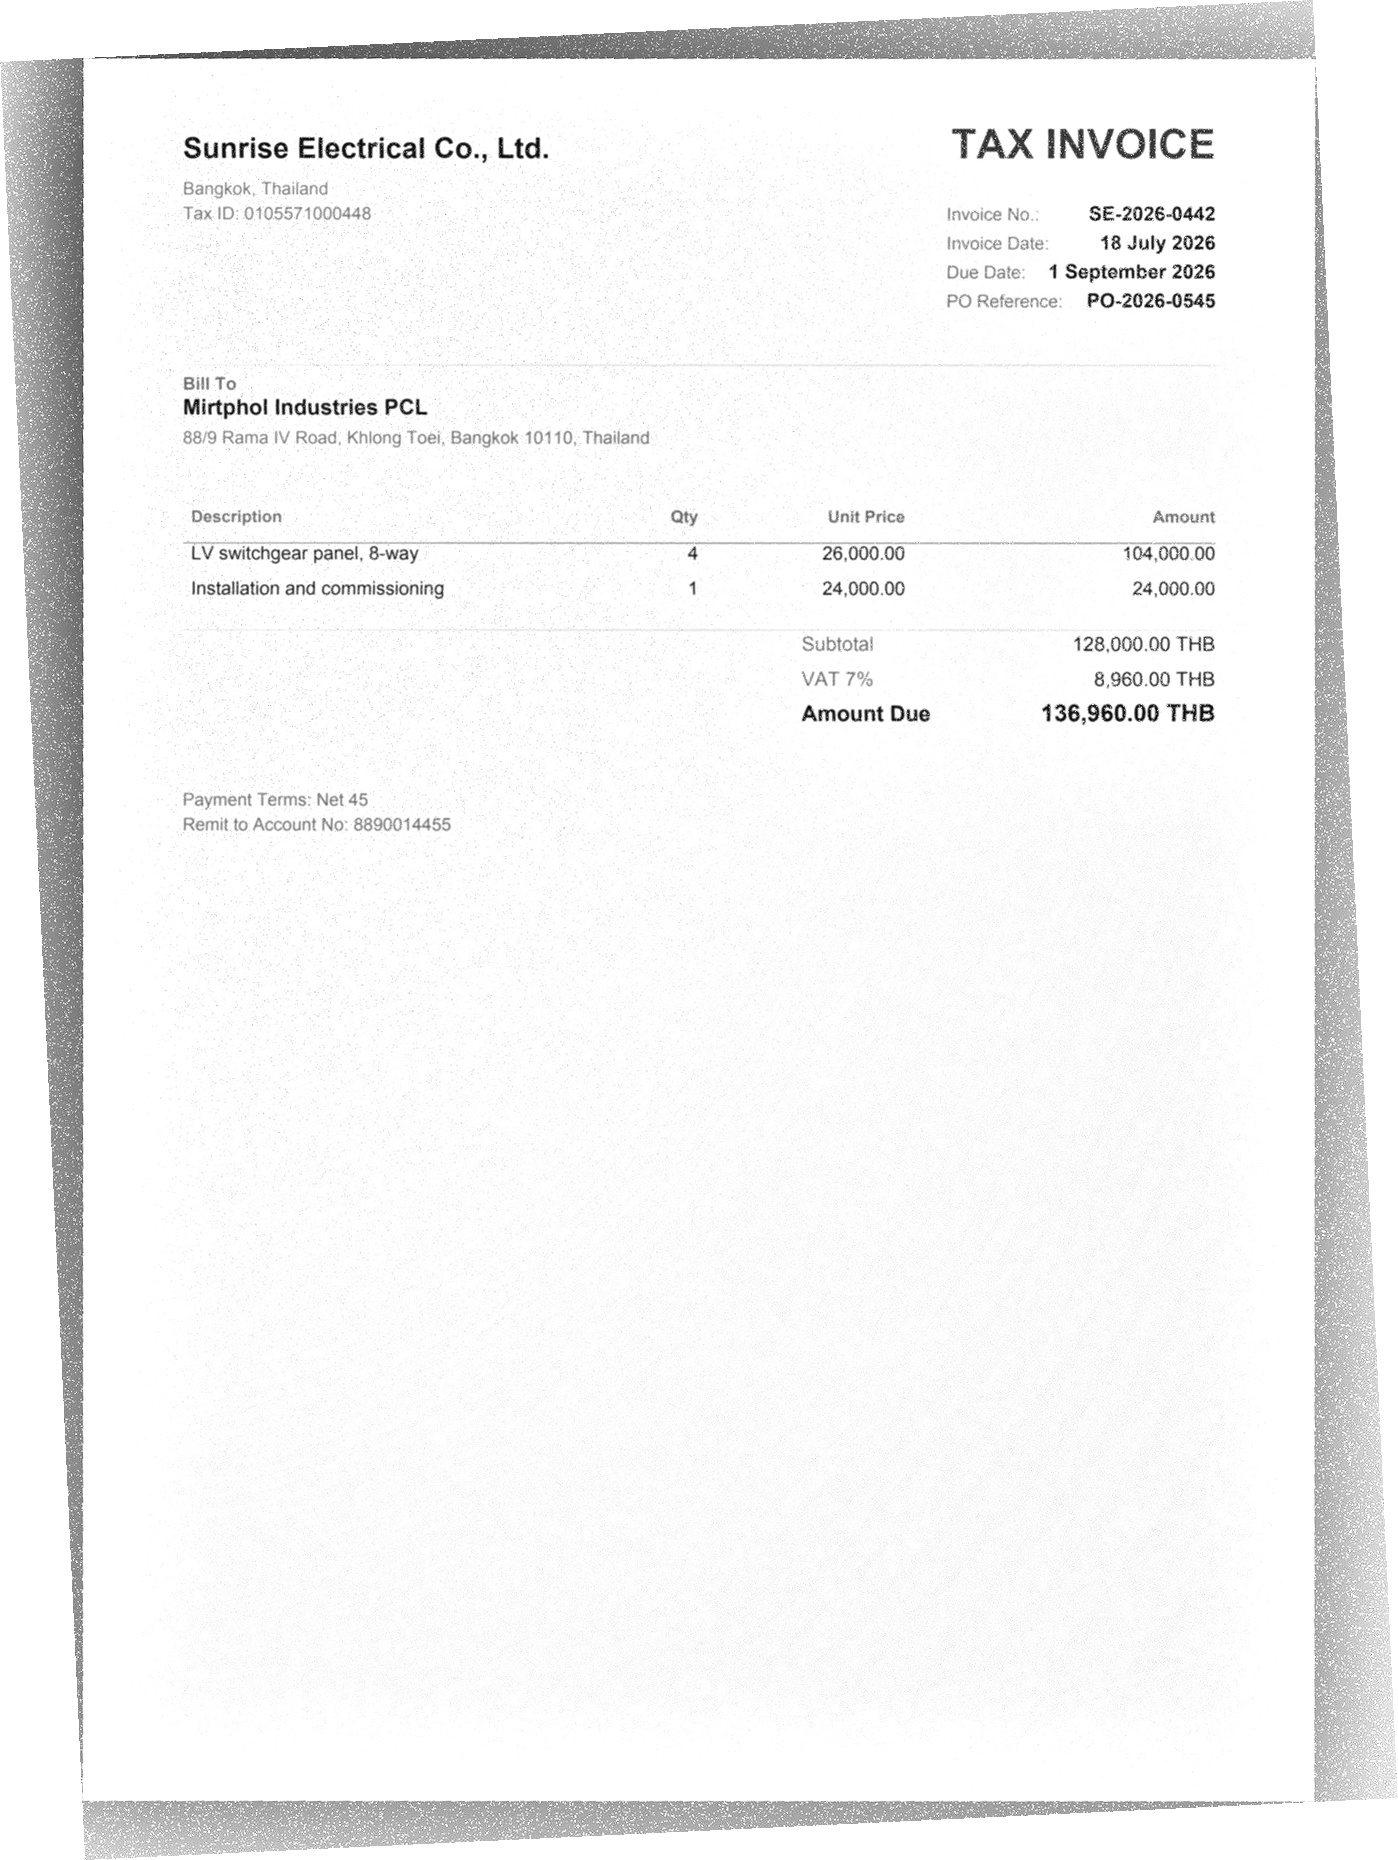 Sunrise Electrical Co., Ltd.
Bangkok, Thailand
Tax ID: 0105571000448
TAX INVOICE
Invoice No.: SE-2026-0442
Invoice Date: 18 July 2026
Due Date: 1 September 2026
PO Reference: PO-2026-0545
Bill To
Mirtphol Industries PCL
88/9 Rama IV Road, Khlong Toei, Bangkok 10110, Thailand
Description Qty Unit Price Amount
LV switchgear panel, 8-way 4 26,000.00 104,000.00
Installation and commissioning 1 24,000.00 24,000.00
Subtotal 128,000.00 THB
VAT 7% 8,960.00 THB
Amount Due 136,960.00 THB
Payment Terms: Net 45
Remit to Account No: 8890014455